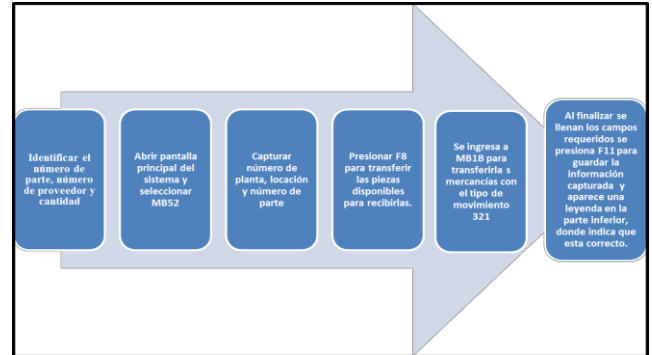 Identificar el
número de
parte, número
de proveedor y
cantidad
Abrir pantalla
principal del
sistema y
seleccionar
MB52
Capturar
número de
planta, locación
y número de
parte
Presionar F8
para transferir
las piezas
disponibles
para recibirlas.
Se ingresa a
MB1B para
transferirla s
mercancías con
el tipo de
movimiento
321
Al finalizar se
llenan los campos
requeridos se
presiona F11 para
guardar la
información
capturada y
aparece una
leyenda en la
parte inferior,
donde indica que
esta correcto.